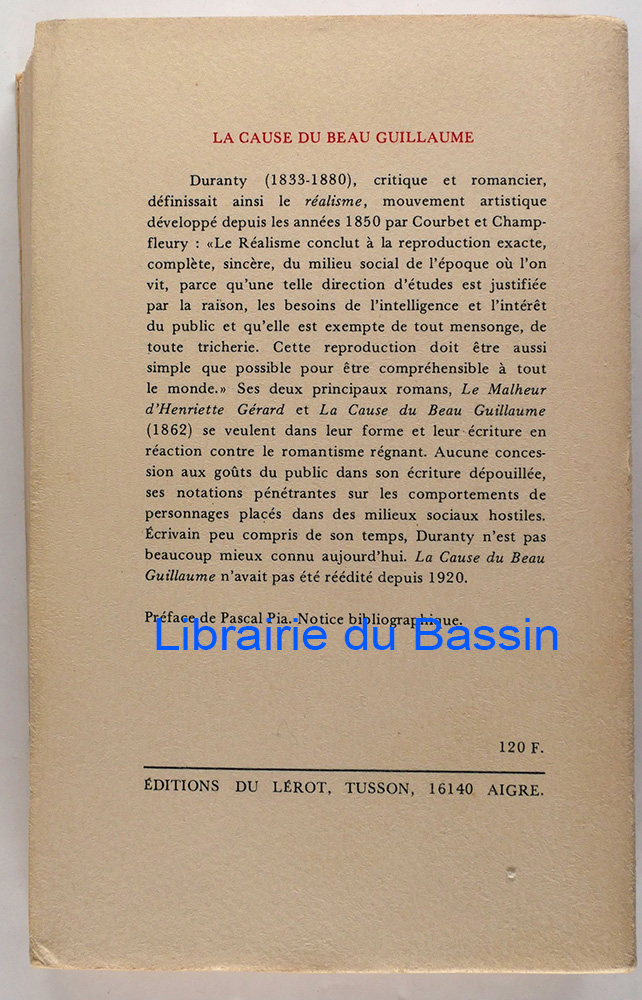 LA CAUSE DU BEAU GUILLAUME
Duranty (1833-1880), critique et romancier,
définissait ainsi le réalisme, mouvement artistique
développé depuis les années 1850 par Courbet et Champ-
fleury : «Le Réalisme conclut à la reproduction exacte,
complète, sincère, du milieu social de l'époque où l'on
vit, parce qu'une telle direction d'études est justifiée
par la raison, les besoins de l'intelligence et l'intérêt
du public et qu'elle est exempte de tout mensonge, de
toute tricherie. Cette reproduction doit être aussi
simple que possible pour être compréhensible à tout
le monde.» Ses deux principaux romans, Le Malheur
d'Henriette Gérard et La Cause du Beau Guillaume
(1862) se veulent dans leur forme et leur écriture en
réaction contre le romantisme régnant. Aucune conces-
sion aux goûts du public dans son écriture dépouillée,
ses notations pénétrantes sur les comportements de
personnages placés dans des milieux sociaux hostiles.
Écrivain peu compris de son temps, Duranty n'est pas
beaucoup mieux connu aujourd'hui. La Cause du Beau
Guillaume n'avait pas été réédité depuis 1920.
Préface de Pascal Pia. Notice bibliographique.
Librairie du Bassin
120 F.
ÉDITIONS DU LÉROT, TUSSON, 16140 AIGRE.